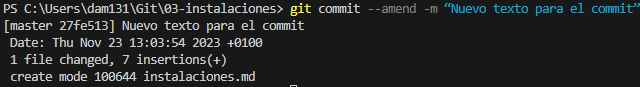 PS C:\Users\dam131\Git\03-instalaciones> git commit --amend -m “Nuevo texto para el commit”
[master 27fe513] Nuevo texto para el commit
 Date: Thu Nov 23 13:03:54 2023 +0100
 1 file changed, 7 insertions(+)
 create mode 100644 instalaciones.md